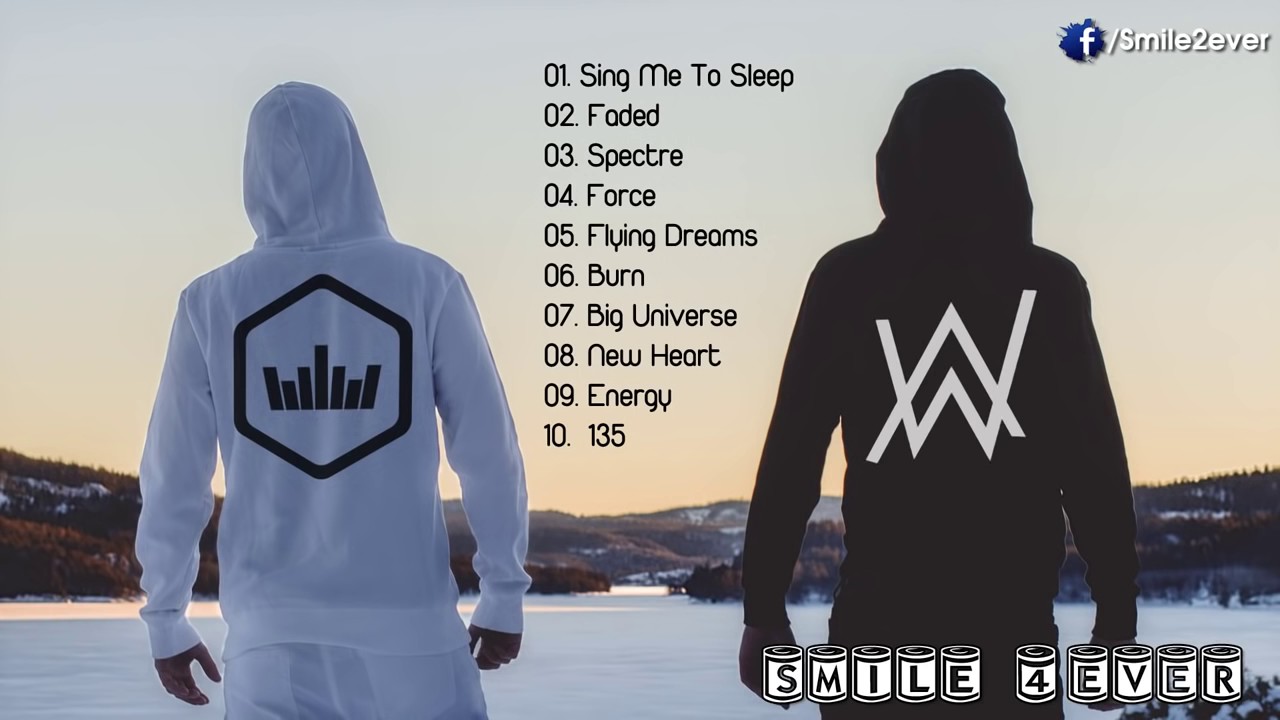 f/Smile2ever
01. Sing Me To Sleep
02. Faded
03. Spectre
04. Force
05. Flying Dreams
06. Burn
07. Big Universe
08. New Heart
09. Energy
10. 135
SMILE 4EVER